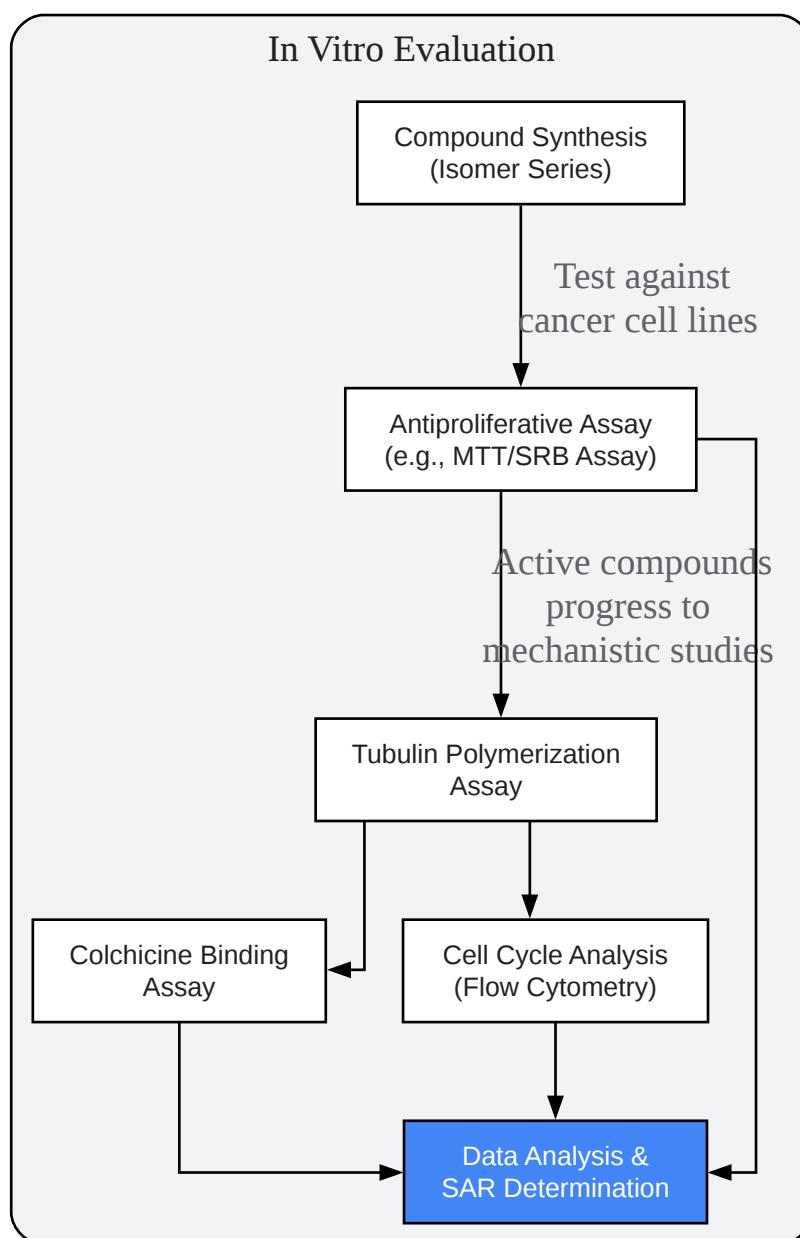 In Vitro Evaluation
Compound Synthesis
(Isomer Series)
Test against
cancer cell lines
Antiproliferative Assay
(e.g., MTT/SRB Assay)
Active compounds
progress to
mechanistic studies
Tubulin Polymerization
Assay
Colchicine Binding
Assay
Cell Cycle Analysis
(Flow Cytometry)
Data Analysis &
SAR Determination